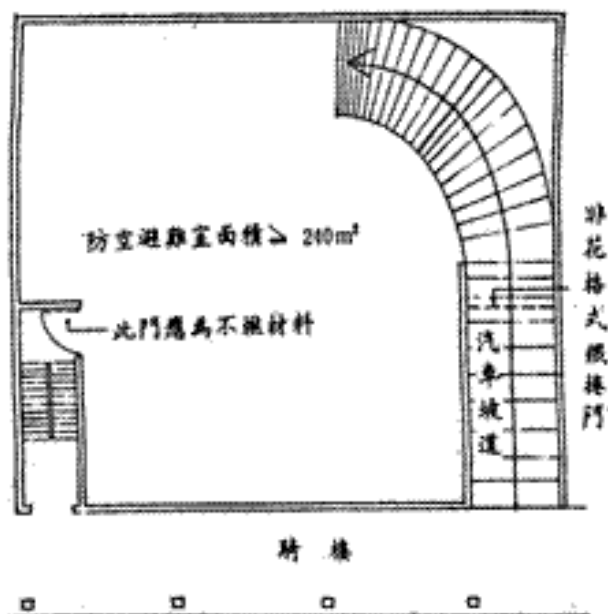 防空避難室面積≥ 240m²
此門應為不燃材料
汽車坡道
非花格式鐵捲門
騎樓